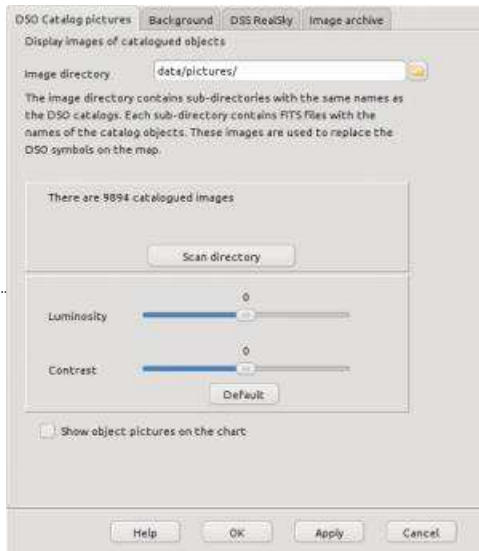 DSO Catalog pictures Background DSS RealSky Image archive
Display images of catalogued objects
Image directory data/pictures/
The image directory contains sub-directories with the same names as
the DSO catalogs. Each sub-directory contains FITS files with the
names of the catalog objects. These images are used to replace the
DSO symbols on the map.
There are 9894 catalogued images
Scan directory
0
Luminosity
0
Contrast
Default
Show object pictures on the chart
Help OK Apply Cancel